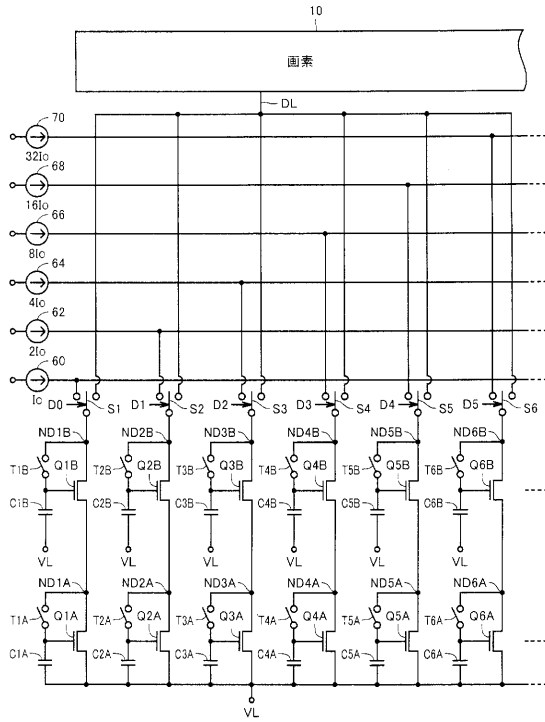 10
画素
DL
70
32Io
68
16Io
66
8Io
64
4Io
62
2Io
60
Io
D0 S1 D1 S2 D2 S3 D3 S4 D4 S5 D5 S6
ND1B ND2B ND3B ND4B ND5B ND6B
T1B Q1B T2B Q2B T3B Q3B T4B Q4B T5B Q5B T6B Q6B
C1B C2B C3B C4B C5B C6B
VL VL VL VL VL VL
ND1A ND2A ND3A ND4A ND5A ND6A
T1A Q1A T2A Q2A T3A Q3A T4A Q4A T5A Q5A T6A Q6A
C1A C2A C3A C4A C5A C6A
VL